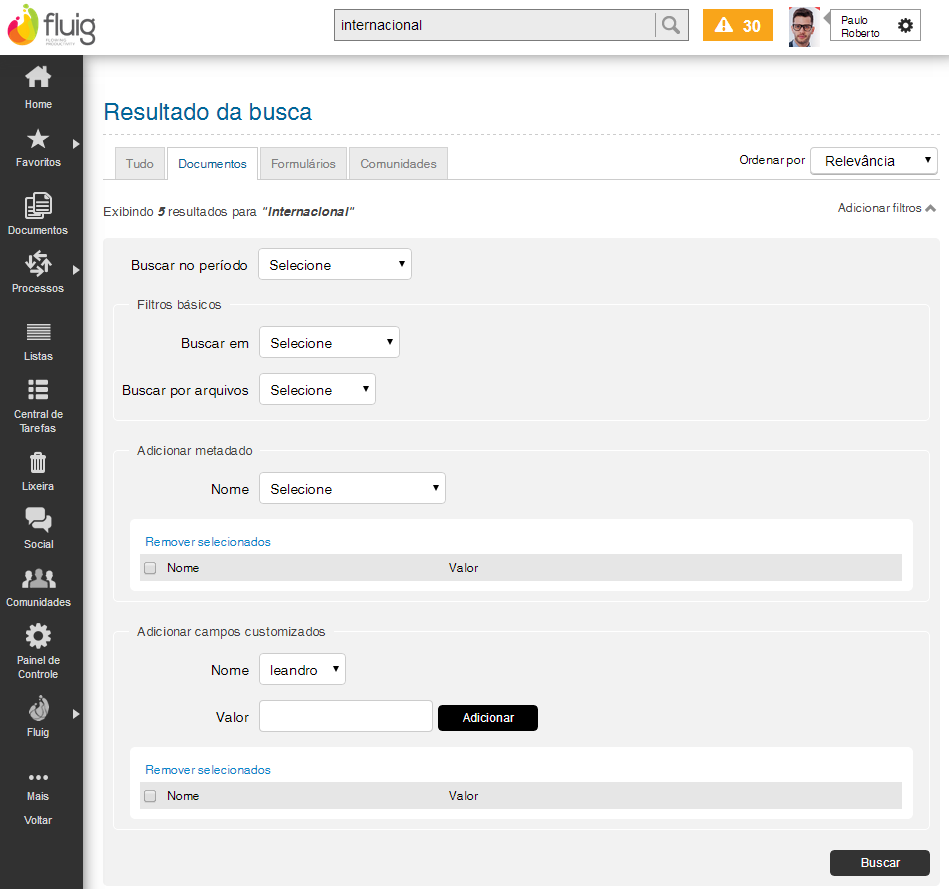 fluig
internacional
30
Paulo
Roberto
Home
Favoritos
Documentos
Processos
Listas
Central de
Tarefas
Lixeira
Social
Comunidades
Painel de
Controle
Fluig
Mais
Voltar
Resultado da busca
Tudo
Documentos
Formulários
Comunidades
Ordenar por
Relevância
Exibindo 5 resultados para "internacional"
Adicionar filtros
Buscar no período
Selecione
Filtros básicos
Buscar em
Selecione
Buscar por arquivos
Selecione
Adicionar metadado
Nome
Selecione
Remover selecionados
Nome
Valor
Adicionar campos customizados
Nome
leandro
Valor
Adicionar
Remover selecionados
Nome
Valor
Buscar